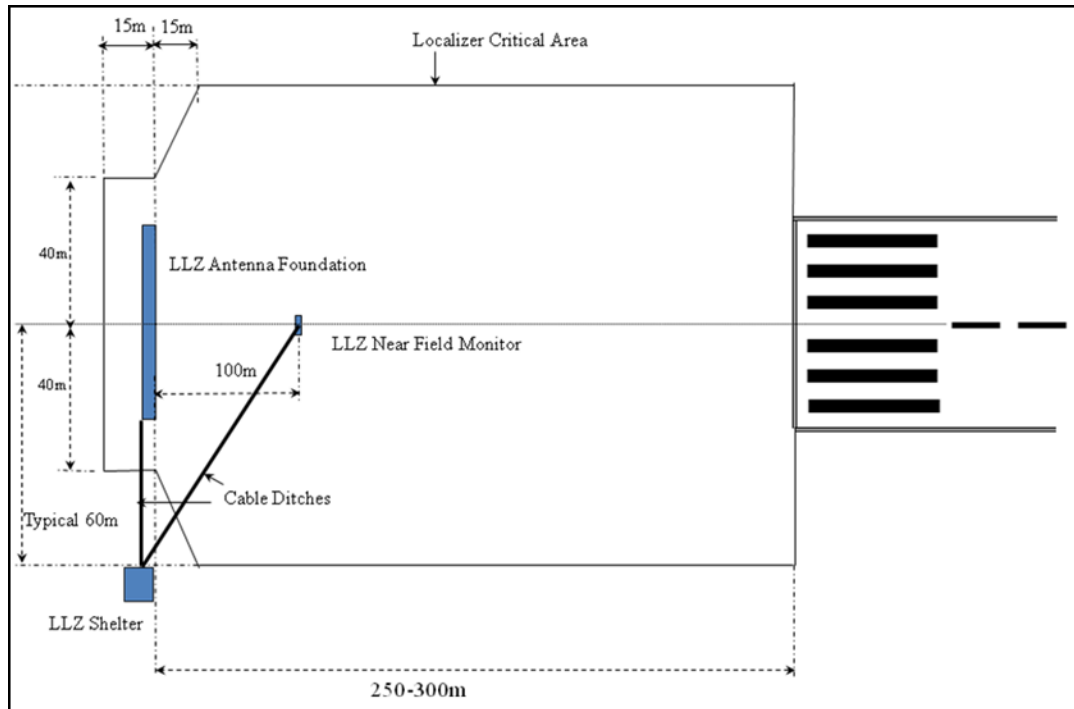 15m
15m
Localizer Critical Area
40m
LLZ Antenna Foundation
LLZ Near Field Monitor
100m
40m
Cable Ditches
Typical 60m
LLZ Shelter
250-300m